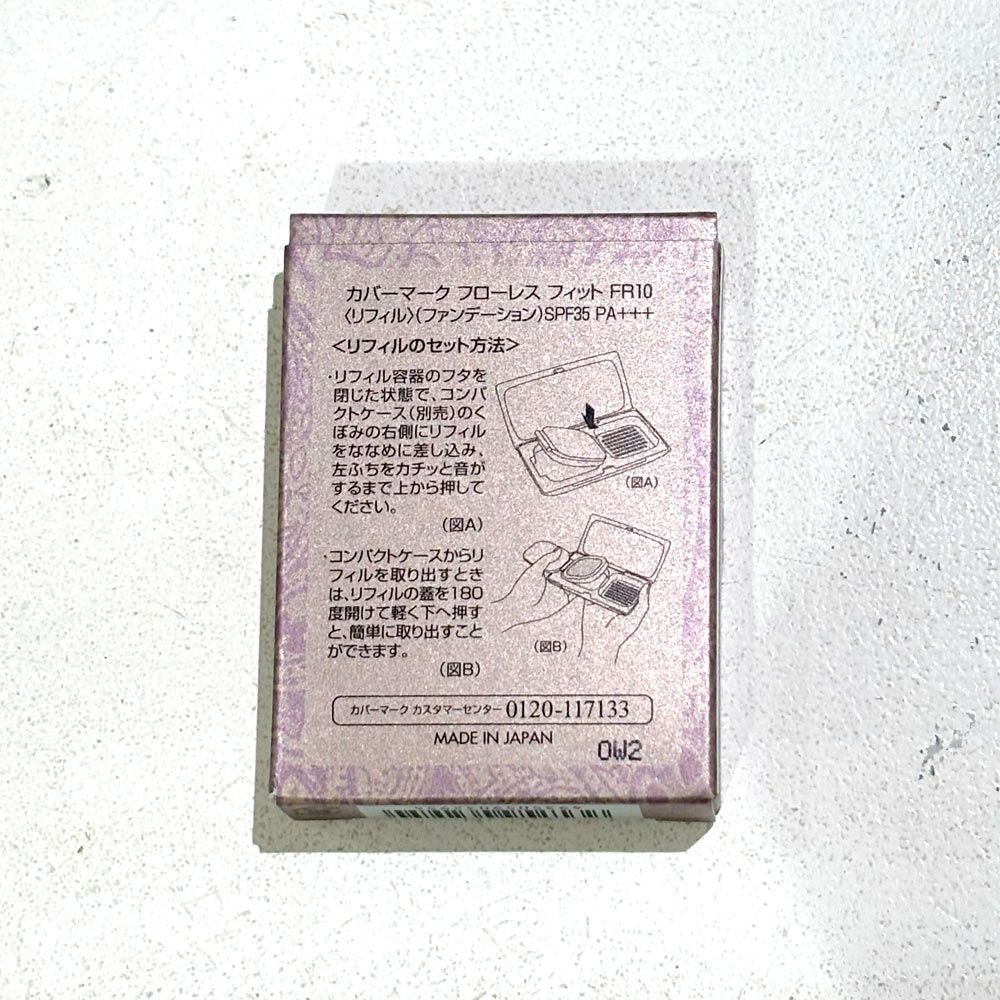 カバーマーク フローレス フィット FR10
〈リフィル〉(ファンデーション)SPF35 PA+++
<リフィルのセット方法>
・リフィル容器のフタを
閉じた状態で、コンパ
クトケース(別売)のく
ぼみの右側にリフィル
をななめに差し込み、
左ふちをカチッと音が
するまで上から押して
ください。
(図A)
(図A)
・コンパクトケースからリ
フィルを取り出すとき
は、リフィルの蓋を180
度開けて軽く下へ押す
と、簡単に取り出すこと
ができます。
(図B)
(図B)
カバーマーク カスタマーセンター 0120-117133
MADE IN JAPAN
0W2